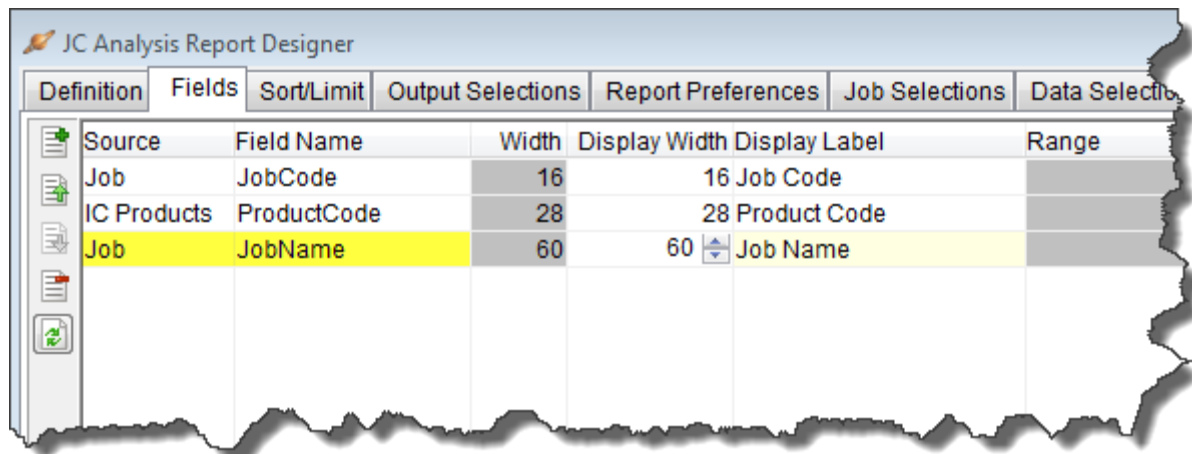 JC Analysis Report Designer
Definition Fields Sort/Limit Output Selections Report Preferences Job Selections Data
Source Field Name Width Display Width Display Label Range
Job JobCode 16 16 Job Code
IC Products ProductCode 28 28 Product Code
Job JobName 60 60 Job Name